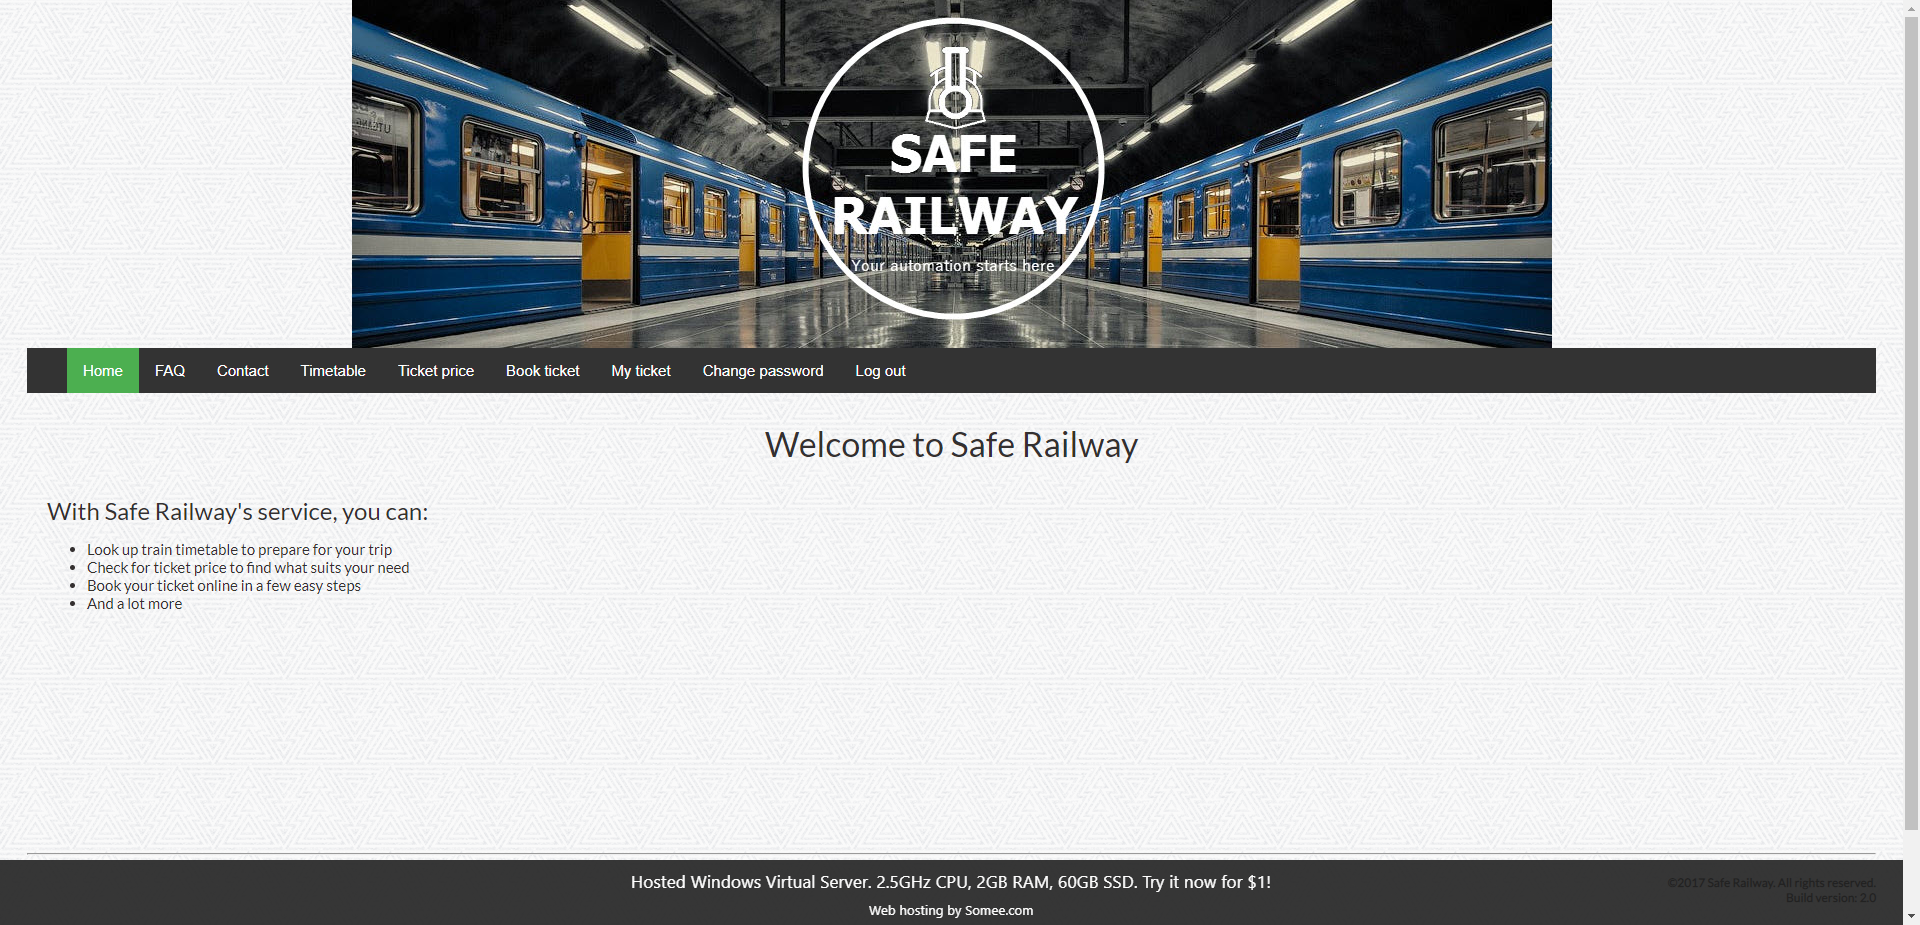 SAFE
RAILWAY
Your automation starts here
Home FAQ Contact Timetable Ticket price Book ticket My ticket Change password Log out
Welcome to Safe Railway
With Safe Railway's service, you can:
Look up train timetable to prepare for your trip
Check for ticket price to find what suits your need
Book your ticket online in a few easy steps
And a lot more
Hosted Windows Virtual Server. 2.5GHz CPU, 2GB RAM, 60GB SSD. Try it now for $1!
Web hosting by Somee.com
©2017 Safe Railway. All rights reserved.
Build version: 2.0